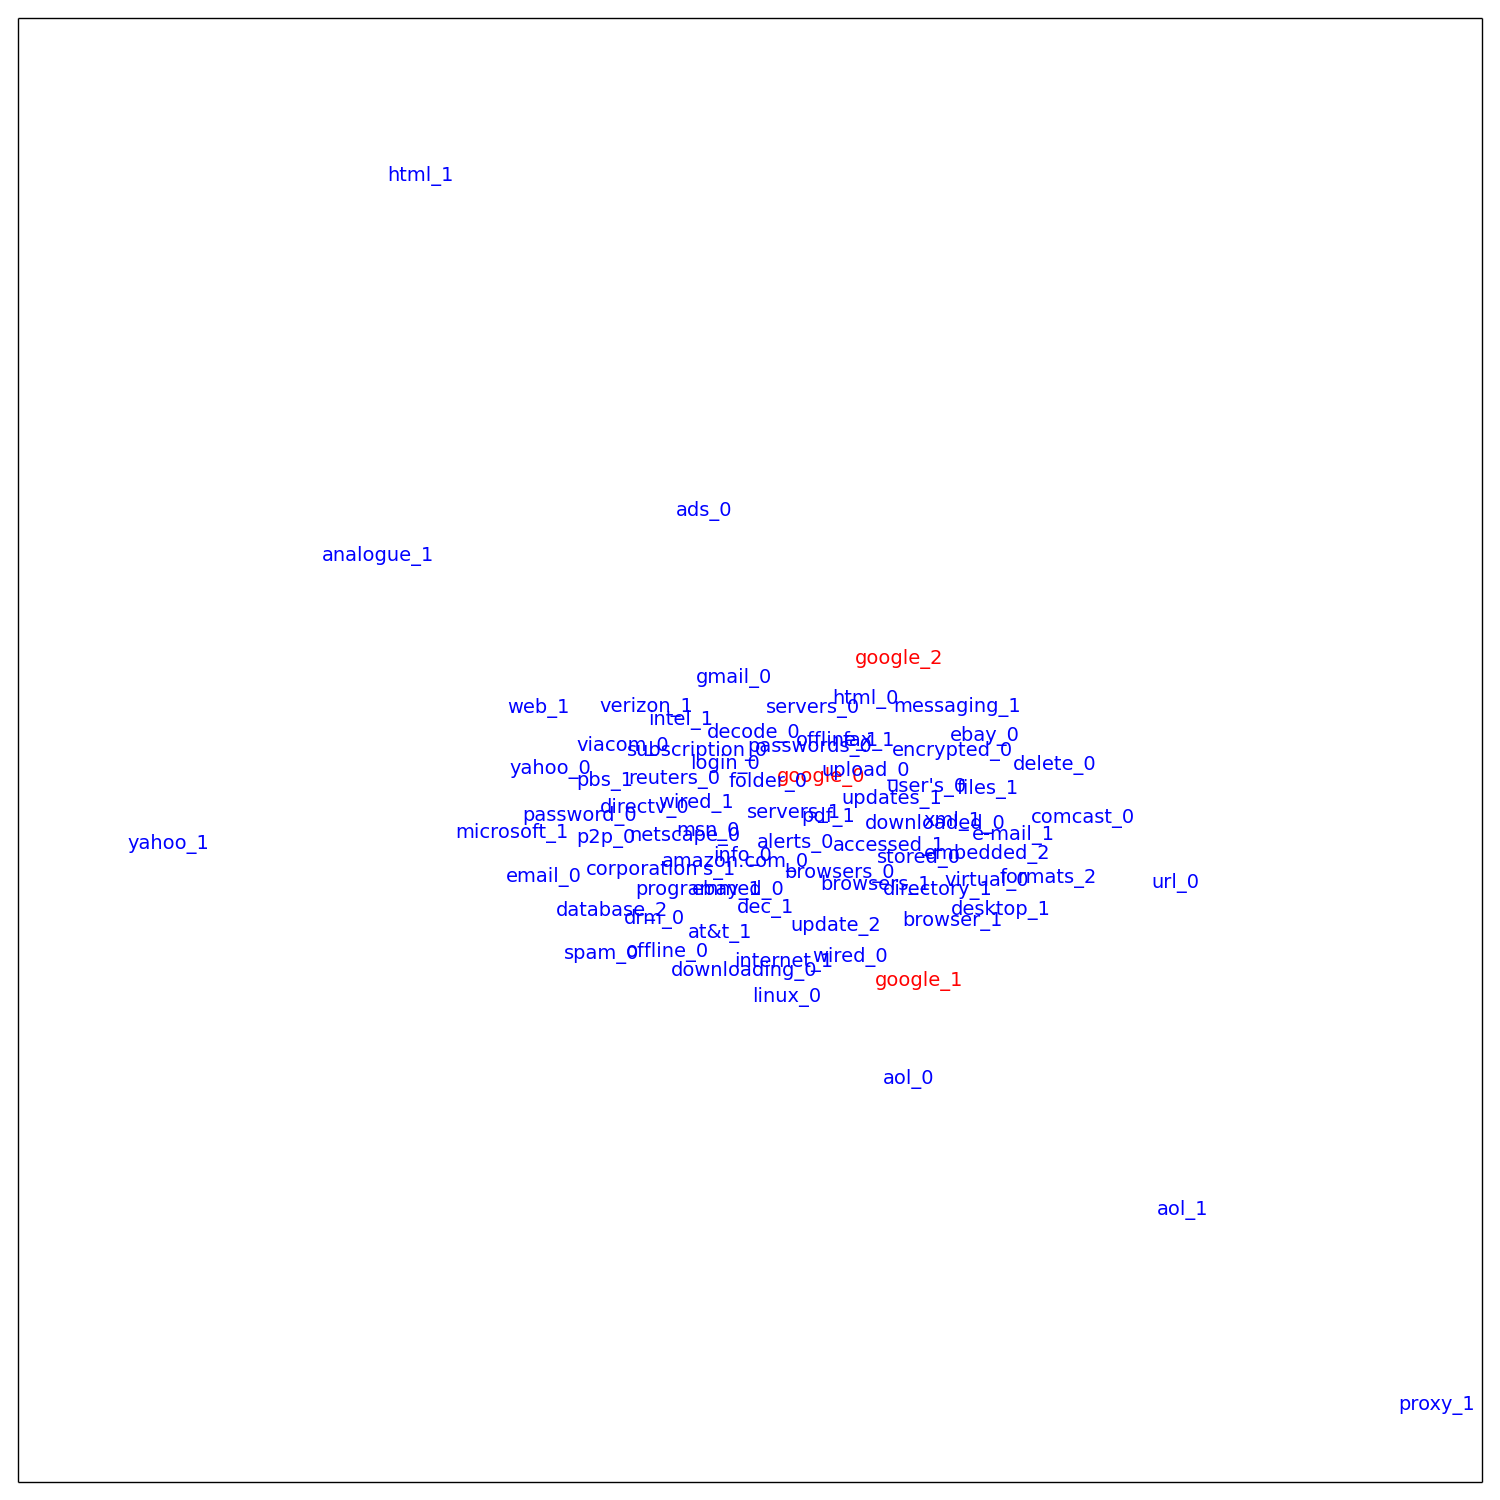 html_1
ads_0
analogue_1
google_2
gmail_0
html_0
web_1
verizon_1
servers_0
messaging_1
intel_1
decode_0
ebay_0
offline_1
fax_1
viacom_0
subscription_0
passwords_0
encrypted_0
login_0
delete_0
yahoo_0
upload_0
google_0
pbs_1
reuters_0
folder_0
user's_0
files_1
updates_1
wired_1
directv_0
servers_1
password_0
pdf_1
comcast_0
xml_1
downloaded_0
microsoft_1
msn_0
e-mail_1
p2p_0
netscape_0
yahoo_1
alerts_0
accessed_1
info_0
embedded_2
stored_0
amazon.com_0
corporation's_1
browsers_0
email_0
formats_2
virtual_0
url_0
browsers_1
programmed_0
ebay_1
directory_1
dec_1
database_2
desktop_1
drm_0
browser_1
update_2
at&t_1
offline_0
spam_0
wired_0
internet_1
downloading_0
google_1
linux_0
aol_0
aol_1
proxy_1